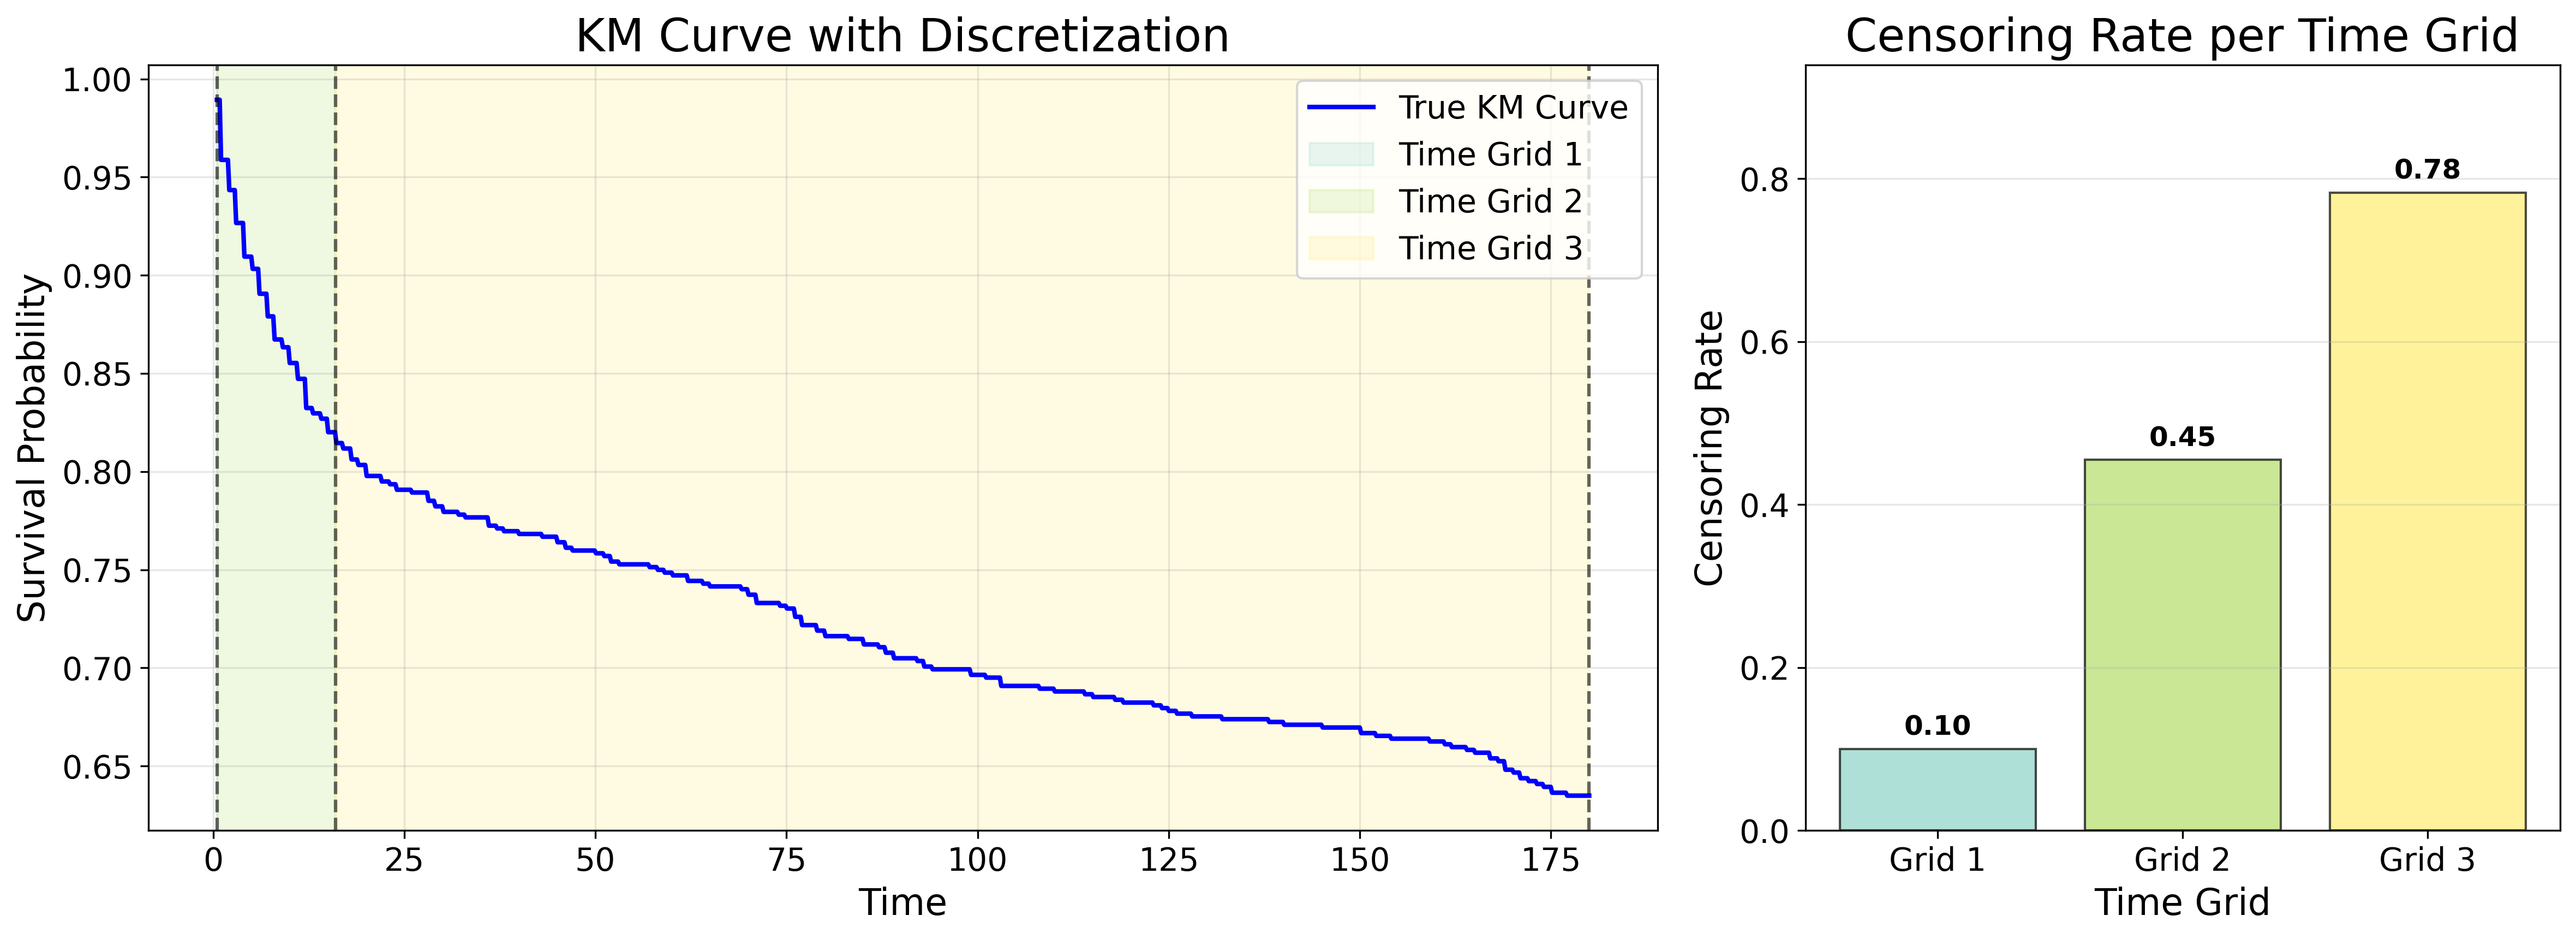 KM Curve with Discretization
1.00
0.95
0.90
0.85
0.80
0.75
0.70
0.65
Survival Probability
0
25
50
75
100
125
150
175
Time
True KM Curve
Time Grid 1
Time Grid 2
Time Grid 3
Censoring Rate per Time Grid
0.8
0.6
0.4
0.2
0.0
Censoring Rate
0.10
0.45
0.78
Grid 1
Grid 2
Grid 3
Time Grid